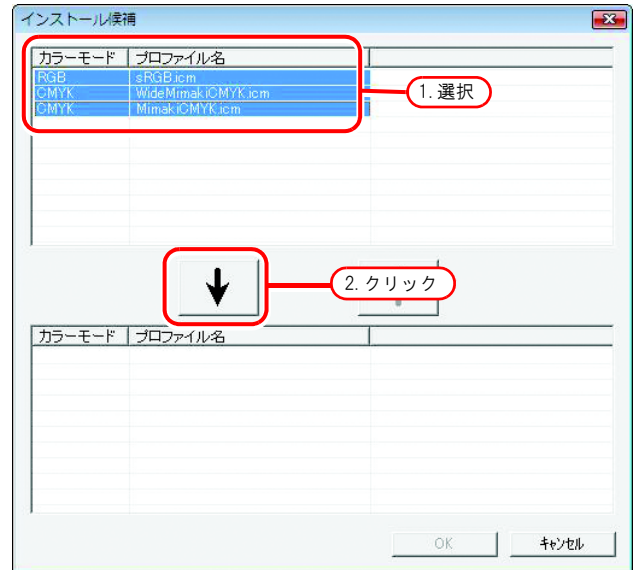 インストール候補
カラーモード プロファイル名
RGB sRGB.icm
CMYK WideMimakiCMYK.icm
CMYK MimakiCMYK.icm
1. 選択
2. クリック
カラーモード プロファイル名
OK キャンセル